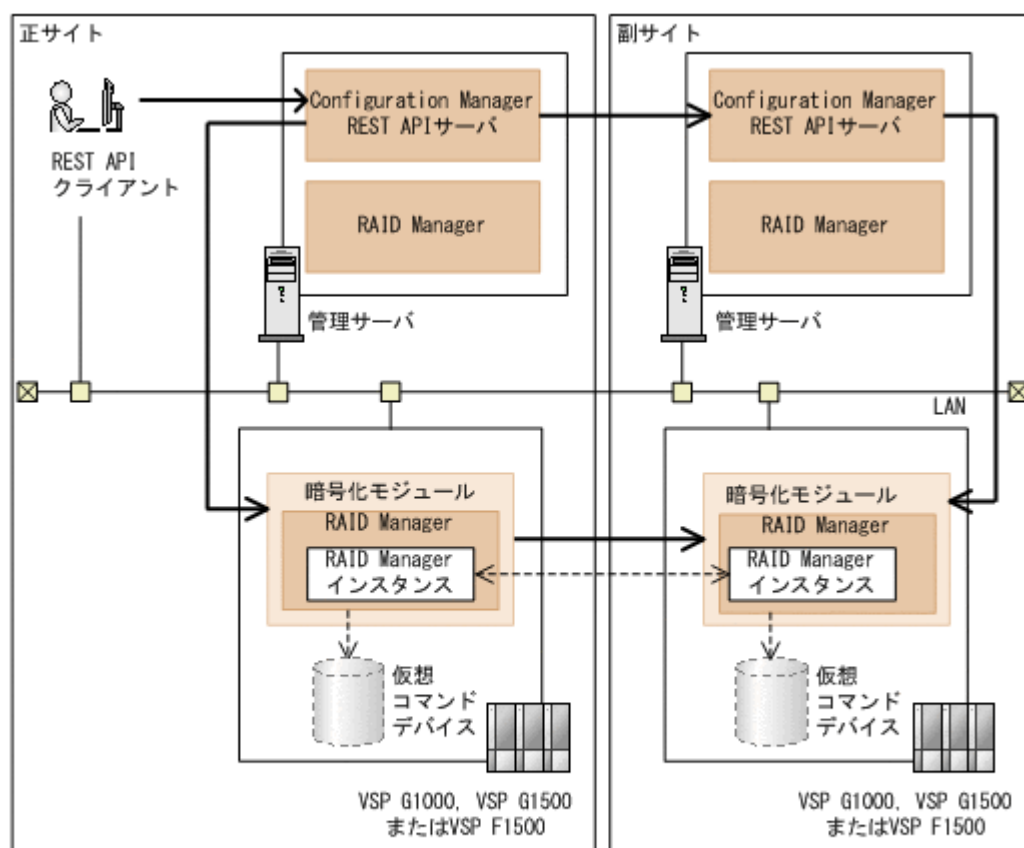 正サイト
REST API
クライアント
Configuration Manager
REST APIサーバ
RAID Manager
管理サーバ
副サイト
Configuration Manager
REST APIサーバ
RAID Manager
管理サーバ
LAN
暗号化モジュール
RAID Manager
RAID Manager
インスタンス
仮想
コマンド
デバイス
VSP G1000, VSP G1500
またはVSP F1500
暗号化モジュール
RAID Manager
RAID Manager
インスタンス
仮想
コマンド
デバイス
VSP G1000, VSP G1500
またはVSP F1500